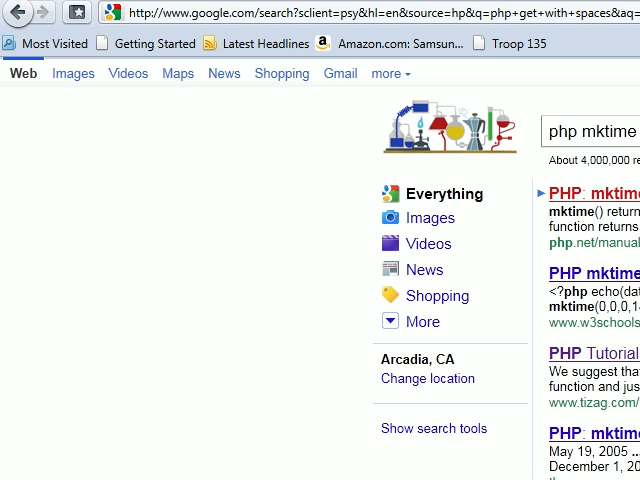 http://www.google.com/search?sclient=psy&hl=en&source=hp&q=php+get+with+spaces&aq=
Most Visited Getting Started Latest Headlines Amazon.com: Samsun... Troop 135
Web Images Videos Maps News Shopping Gmail more
php mktime
About 4,000,000 re
Everything
Images
Videos
News
Shopping
More
Arcadia, CA
Change location
Show search tools
PHP: mktime
mktime() return
function returns
php.net/manual
PHP mktime
<?php echo(dat
mktime(0,0,0,1
www.w3schools
PHP Tutorial
We suggest that
function and jus
www.tizag.com/
PHP: mktime
May 19, 2005 ...
December 1, 20